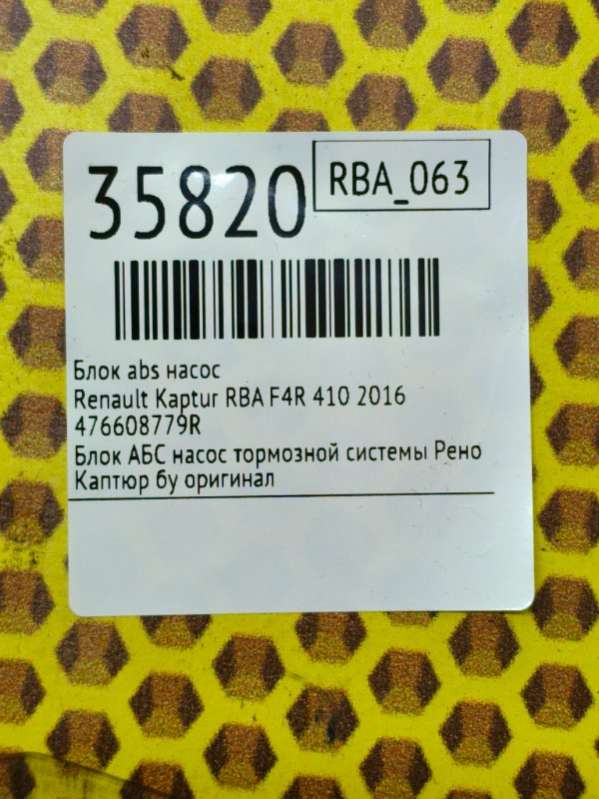 35820
RBA_063
Блок abs насос
Renault Kaptur RBA F4R 410 2016
476608779R
Блок АБС насос тормозной системы Рено
Каптюр бу оригинал